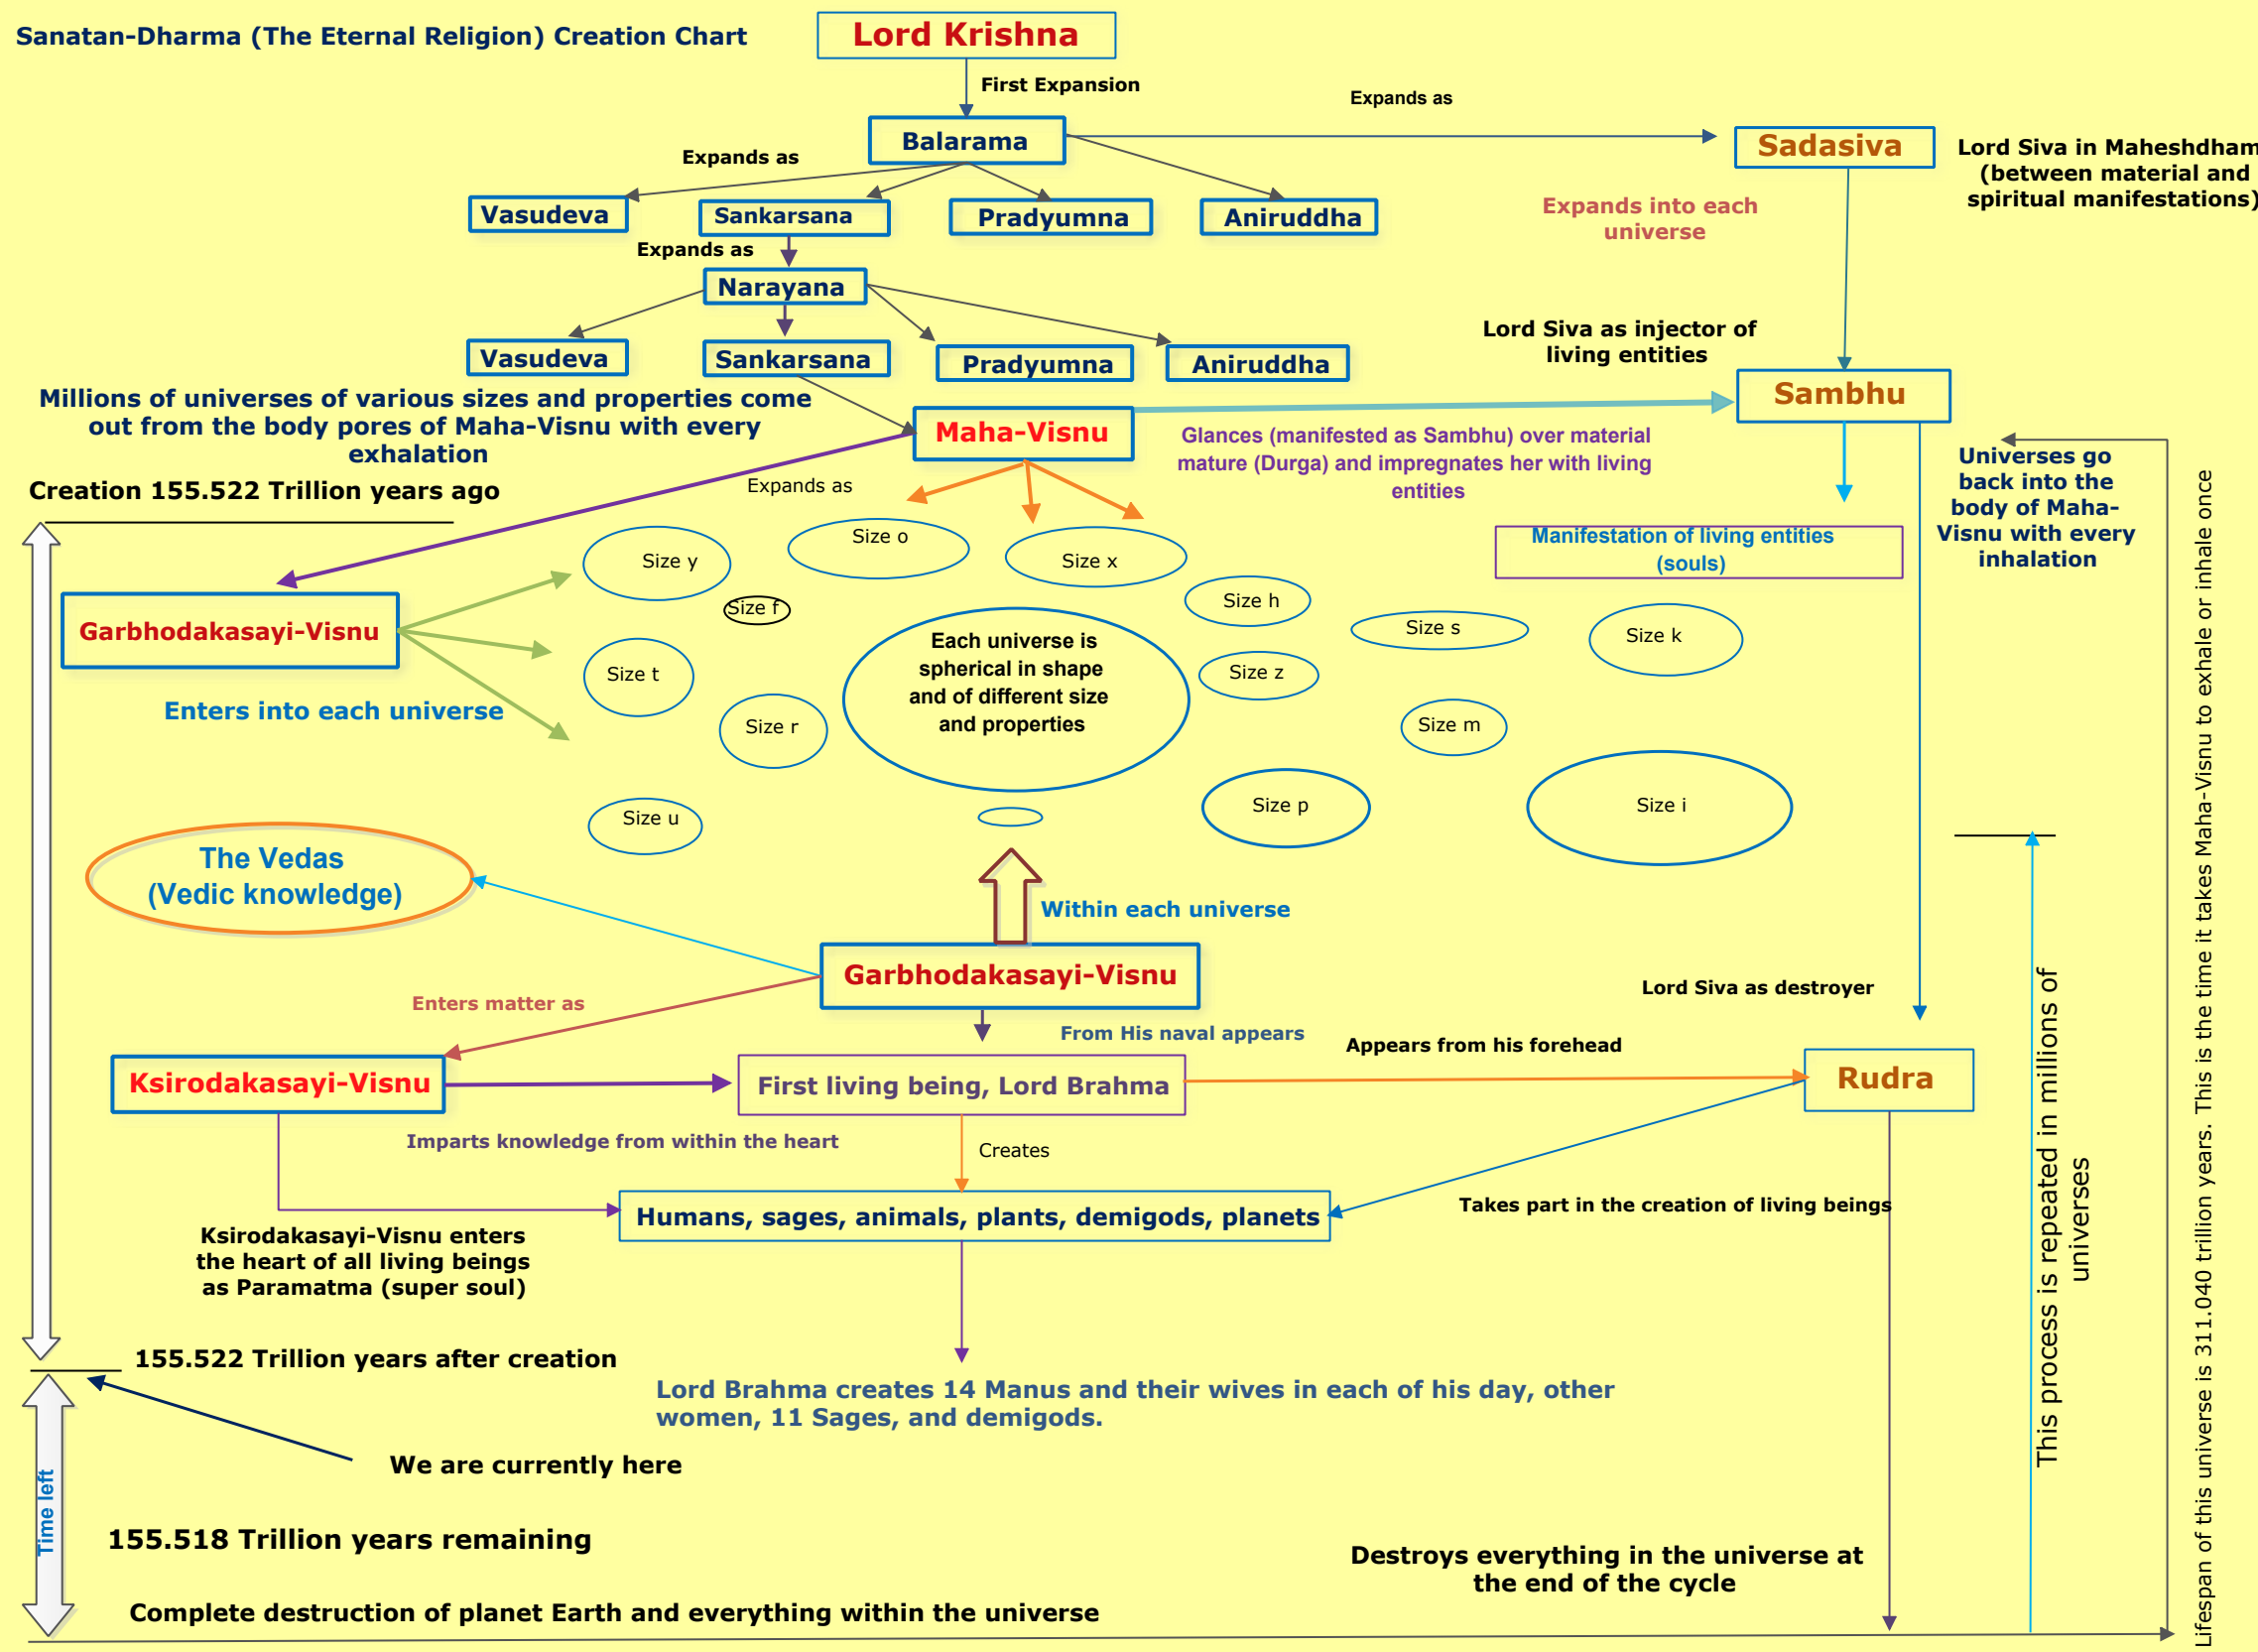 Sanatan-Dharma (The Eternal Religion) Creation Chart
Lord Krishna
First Expansion
Expands as
Balarama
Sadasiva
Lord Siva in Maheshdham
(between material and
spiritual manifestations)
Expands as
Vasudeva
Sankarsana
Pradyumna
Aniruddha
Expands into each
universe
Expands as
Narayana
Vasudeva
Sankarsana
Pradyumna
Aniruddha
Lord Siva as injector of
living entities
Sambhu
Millions of universes of various sizes and properties come
out from the body pores of Maha-Visnu with every
exhalation
Maha-Visnu
Glances (manifested as Sambhu) over material
mature (Durga) and impregnates her with living
entities
Universes go
back into the
body of Maha-
Visnu with every
inhalation
Creation 155.522 Trillion years ago
Expands as
Manifestation of living entities
(souls)
Size y
Size o
Size x
Size f
Size h
Size s
Size k
Garbhodakasayi-Visnu
Each universe is
spherical in shape
and of different size
and properties
Size t
Size z
Enters into each universe
Size r
Size m
Size u
Size p
Size i
The Vedas
(Vedic knowledge)
Within each universe
Garbhodakasayi-Visnu
Enters matter as
Lord Siva as destroyer
From His naval appears
Appears from his forehead
Ksirodakasayi-Visnu
First living being, Lord Brahma
Rudra
Imparts knowledge from within the heart
Creates
Humans, sages, animals, plants, demigods, planets
Takes part in the creation of living beings
Ksirodakasayi-Visnu enters
the heart of all living beings
as Paramatma (super soul)
155.522 Trillion years after creation
Lord Brahma creates 14 Manus and their wives in each of his day, other
women, 11 Sages, and demigods.
We are currently here
Time left
155.518 Trillion years remaining
Destroys everything in the universe at
the end of the cycle
Complete destruction of planet Earth and everything within the universe
This process is repeated in millions of
universes
Lifespan of this universe is 311.040 trillion years. This is the time it takes Maha-Visnu to exhale or inhale once